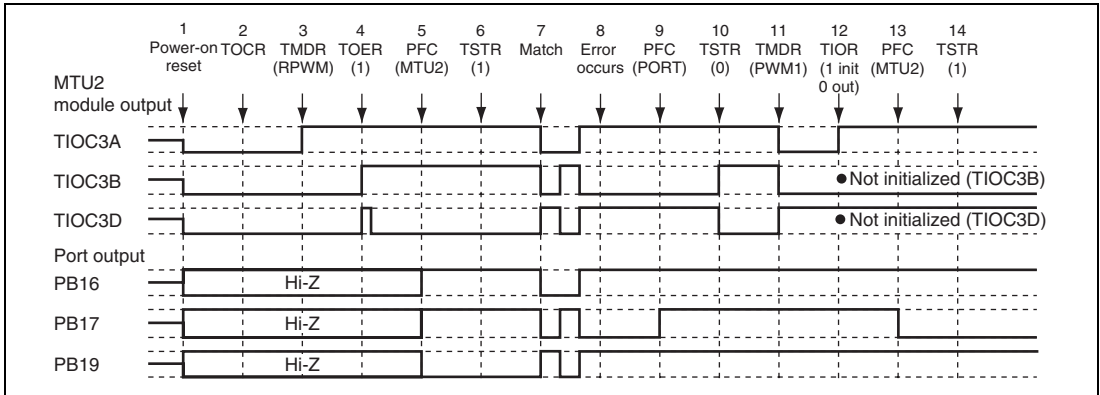 1 2 3 4 5 6 7 8 9 10 11 12 13 14
Power-on TOCR TMDR TOER PFC TSTR Match Error PFC TSTR TMDR TIOR PFC TSTR
reset (RPWM) (1) (MTU2) (1) occurs (PORT) (0) (PWM1) (1 init (MTU2) (1)
0 out)
MTU2
module output
TIOC3A
TIOC3B
●Not initialized (TIOC3B)
TIOC3D
●Not initialized (TIOC3D)
Port output
PB16
Hi-Z
PB17
Hi-Z
PB19
Hi-Z